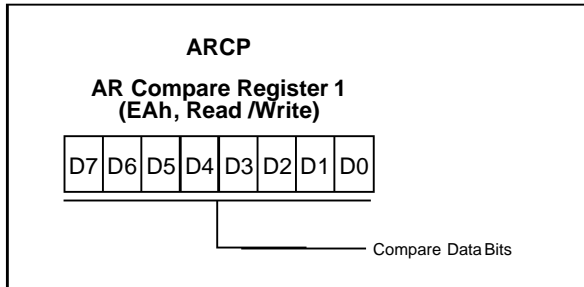 ARCP
AR Compare Register 1
(EAh, Read /Write)
D7 D6 D5 D4 D3 D2 D1 D0
Compare Data Bits